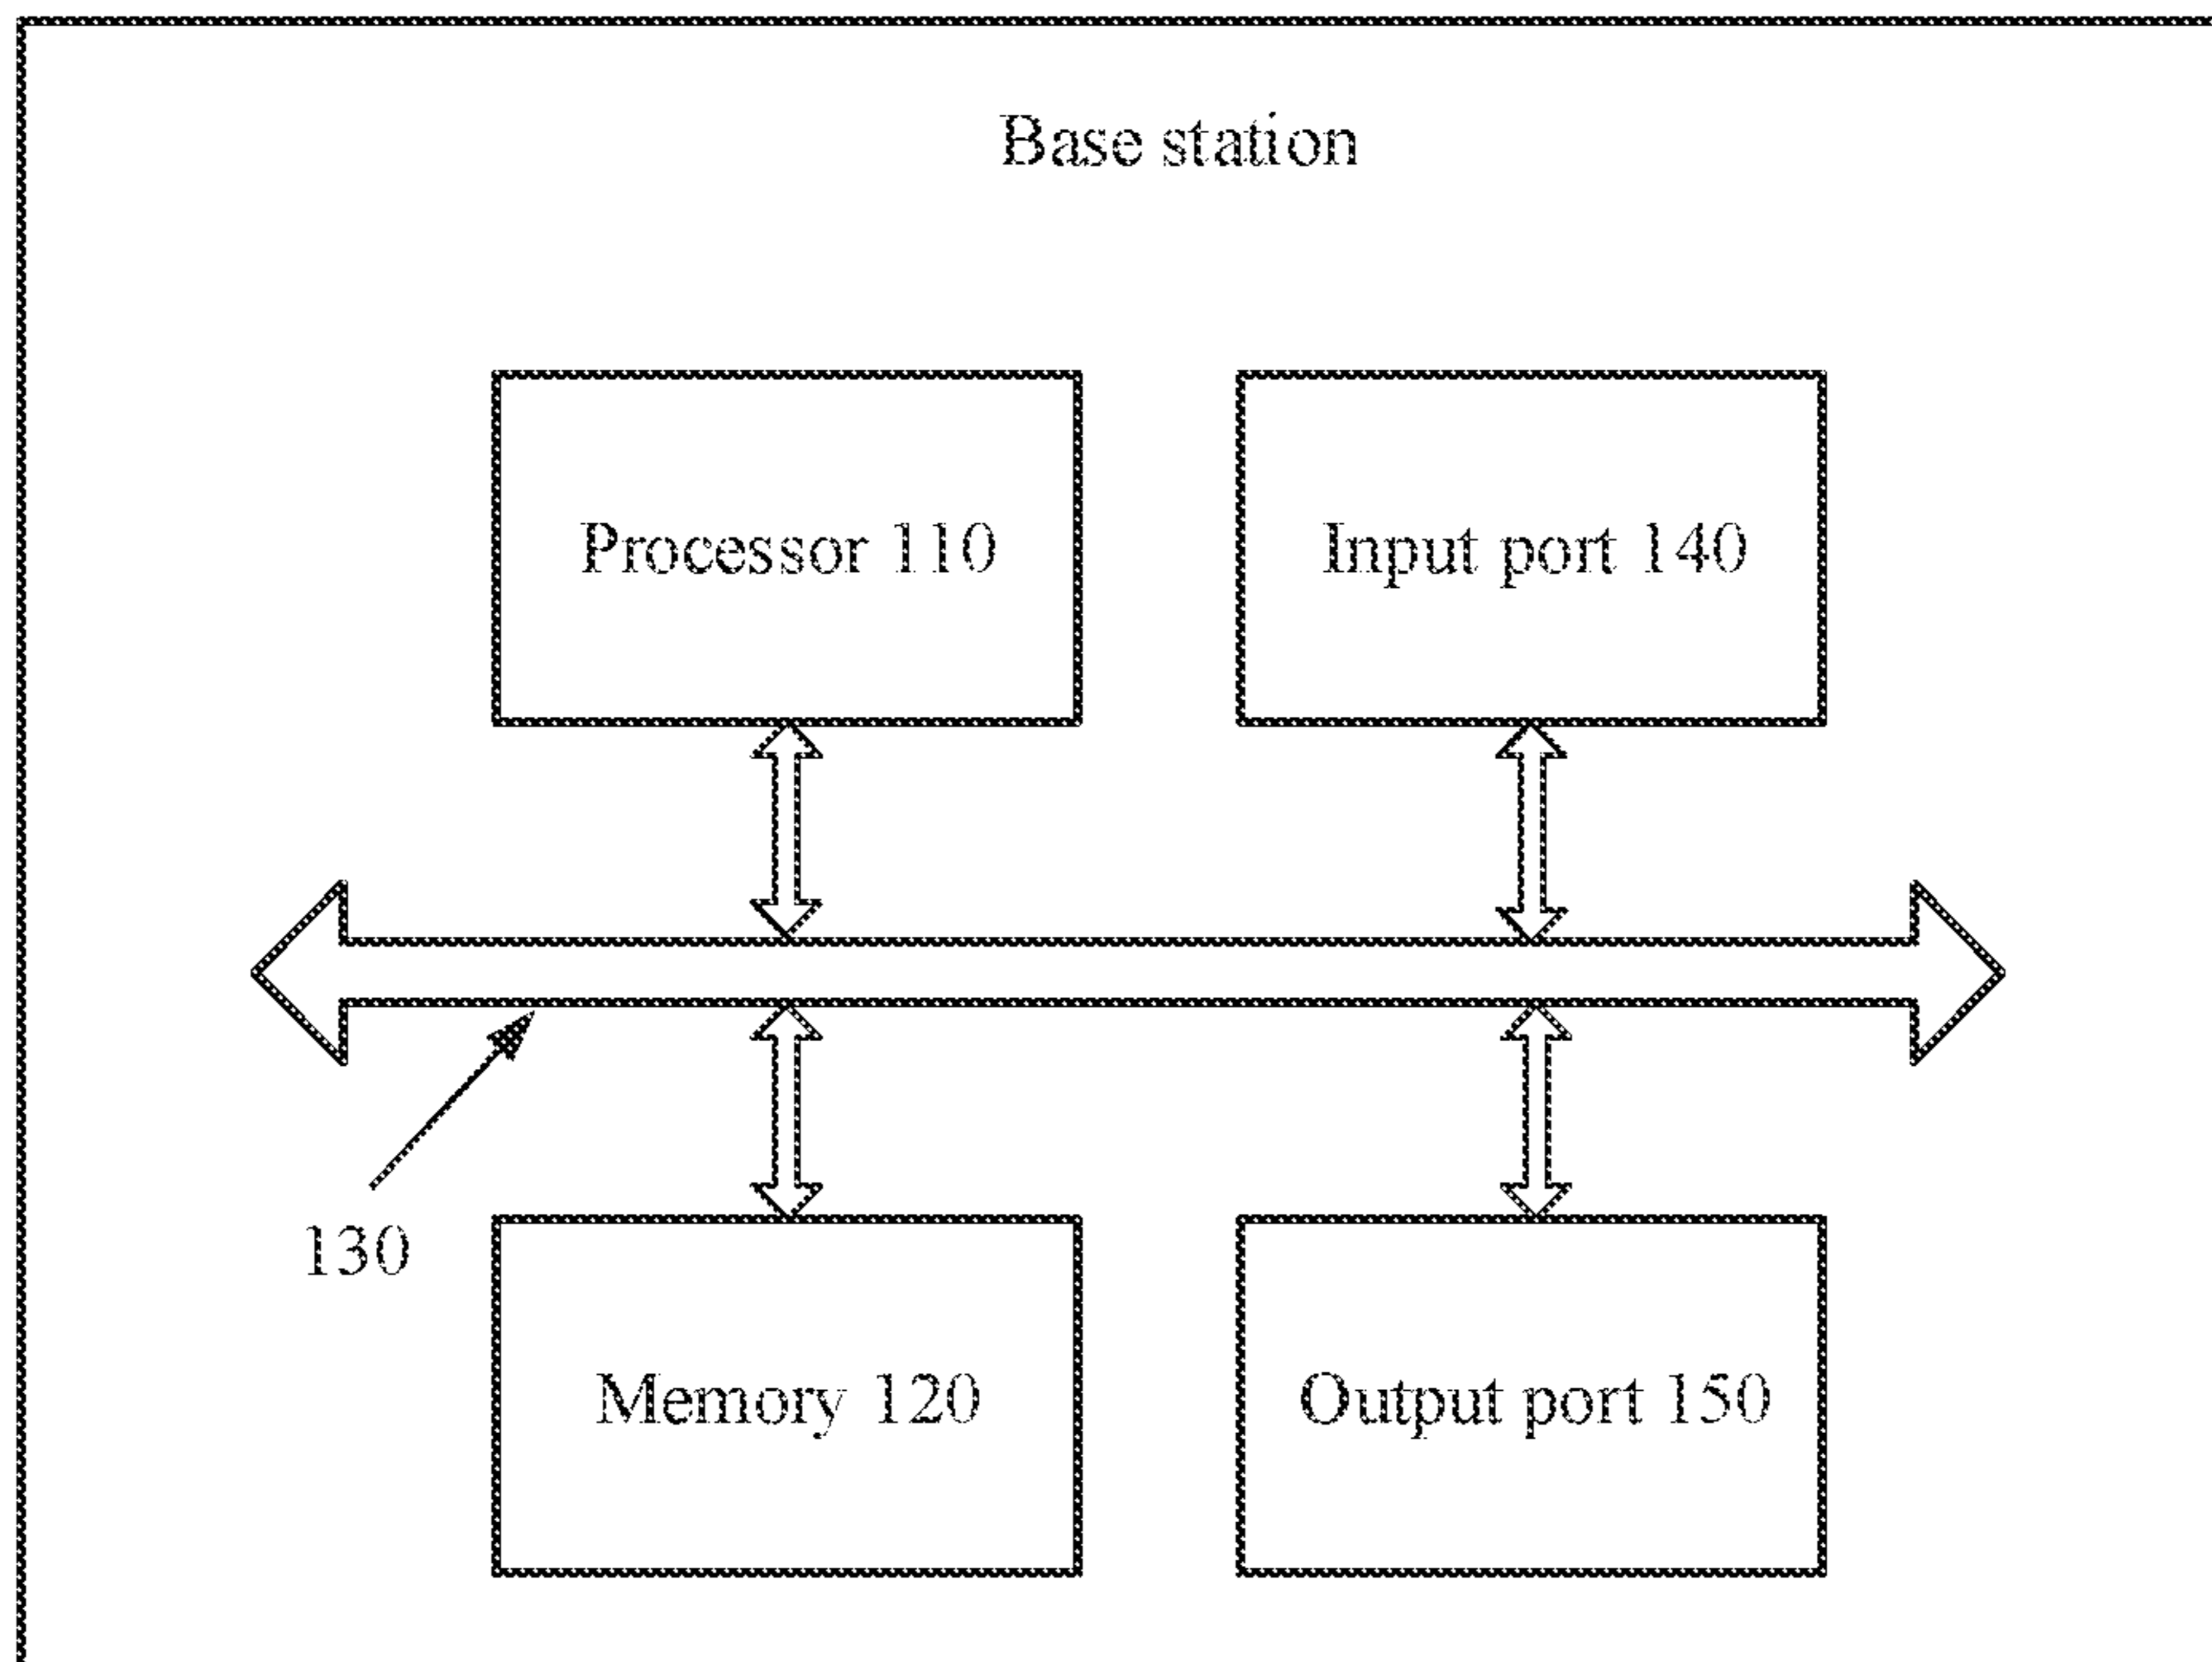 Base station
Processor 110
Input port 140
130
Memory 120
Output port 150